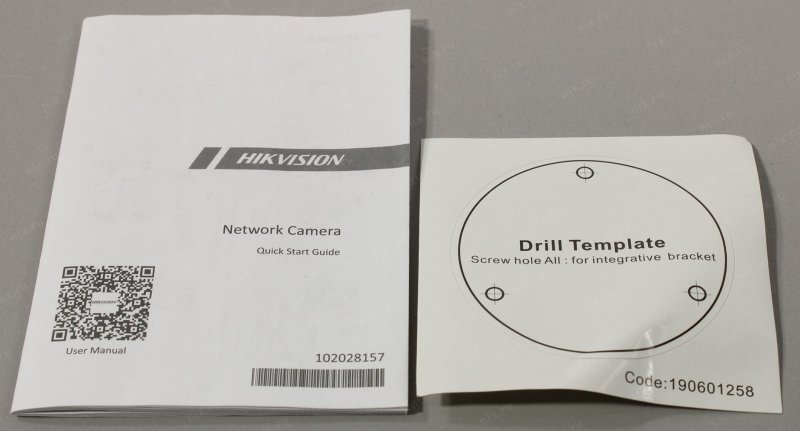 HIKVISION
Network Camera
Quick Start Guide
HIKVISION
User Manual
102028157
Drill Template
Screw hole All : for integrative bracket
Code:190601258